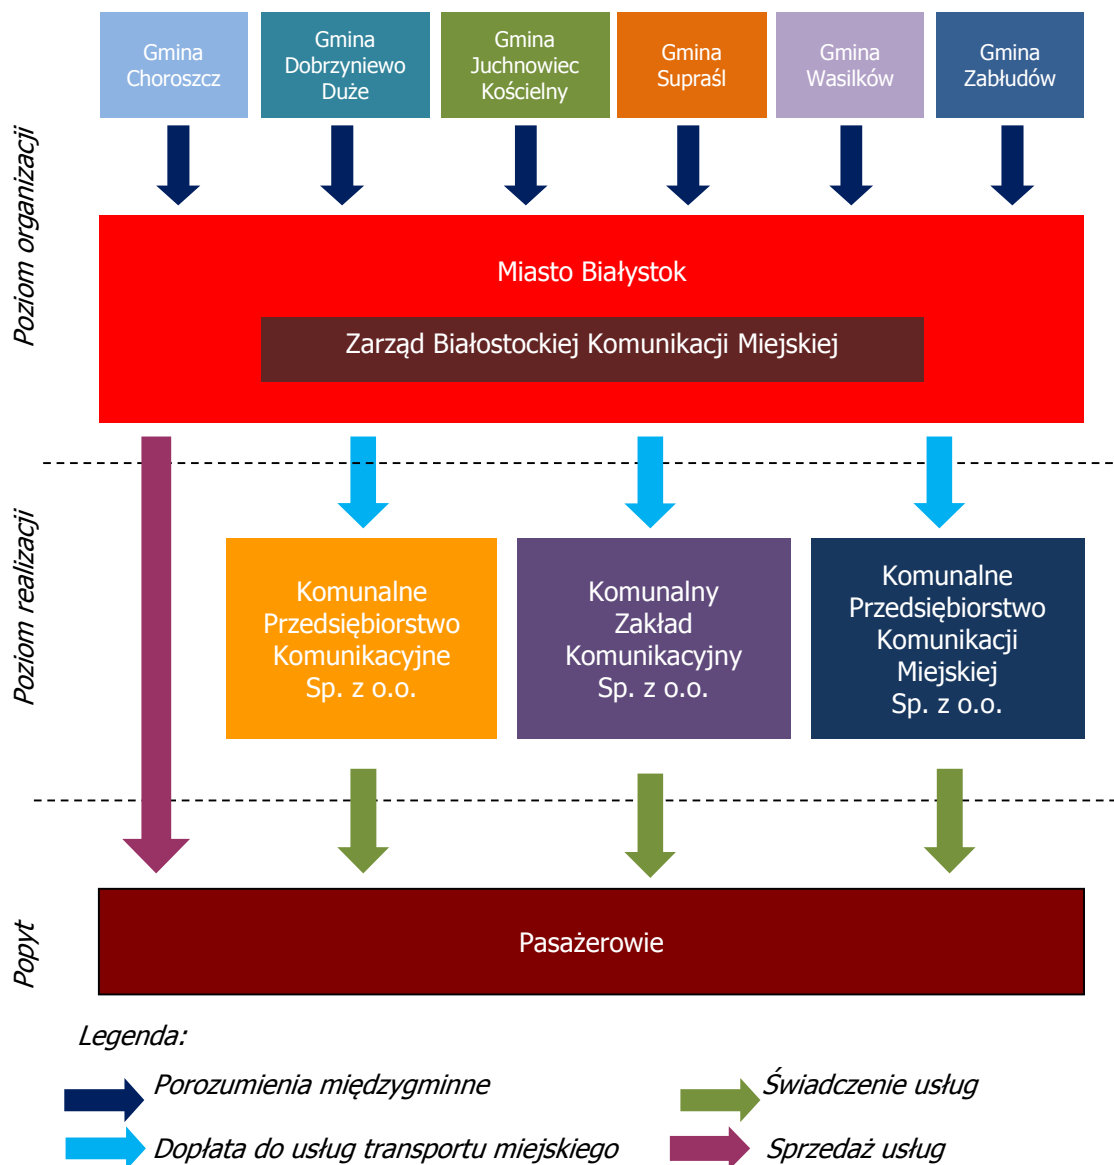 Gmina
Choroszcz
Gmina
Dobrzyniewo
Duże
Gmina
Juchnowiec
Kościelny
Gmina
Supraśl
Gmina
Wasilków
Gmina
Zabłudów
Poziom organizacji
Miasto Białystok
Zarząd Białostockiej Komunikacji Miejskiej
Poziom realizacji
Komunalne
Przedsiębiorstwo
Komunikacyjne
Sp. z o.o.
Komunalny
Zakład
Komunikacyjny
Sp. z o.o.
Komunalne
Przedsiębiorstwo
Komunikacji
Miejskiej
Sp. z o.o.
Popyt
Pasażerowie
Legenda:
Porozumienia międzygminne
Świadczenie usług
Dopłata do usług transportu miejskiego
Sprzedaż usług